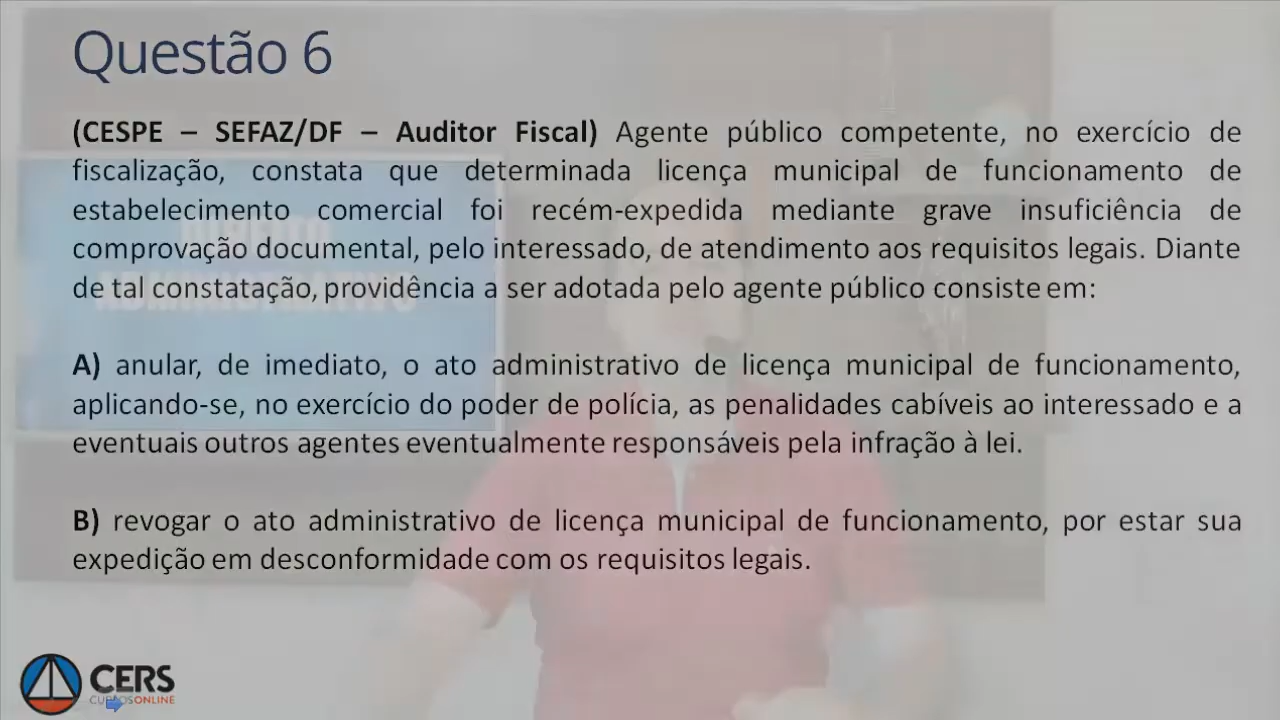 Questão 6
(CESPE – SEFAZ/DF – Auditor Fiscal) Agente público competente, no exercício de
fiscalização, constata que determinada licença municipal de funcionamento de
estabelecimento comercial foi recém-expedida mediante grave insuficiência de
comprovação documental, pelo interessado, de atendimento aos requisitos legais. Diante
de tal constatação, providência a ser adotada pelo agente público consiste em:
A) anular, de imediato, o ato administrativo de licença municipal de funcionamento,
aplicando-se, no exercício do poder de polícia, as penalidades cabíveis ao interessado e a
eventuais outros agentes eventualmente responsáveis pela infração à lei.
B) revogar o ato administrativo de licença municipal de funcionamento, por estar sua
expedição em desconformidade com os requisitos legais.
CERS
CURSOS ONLINE